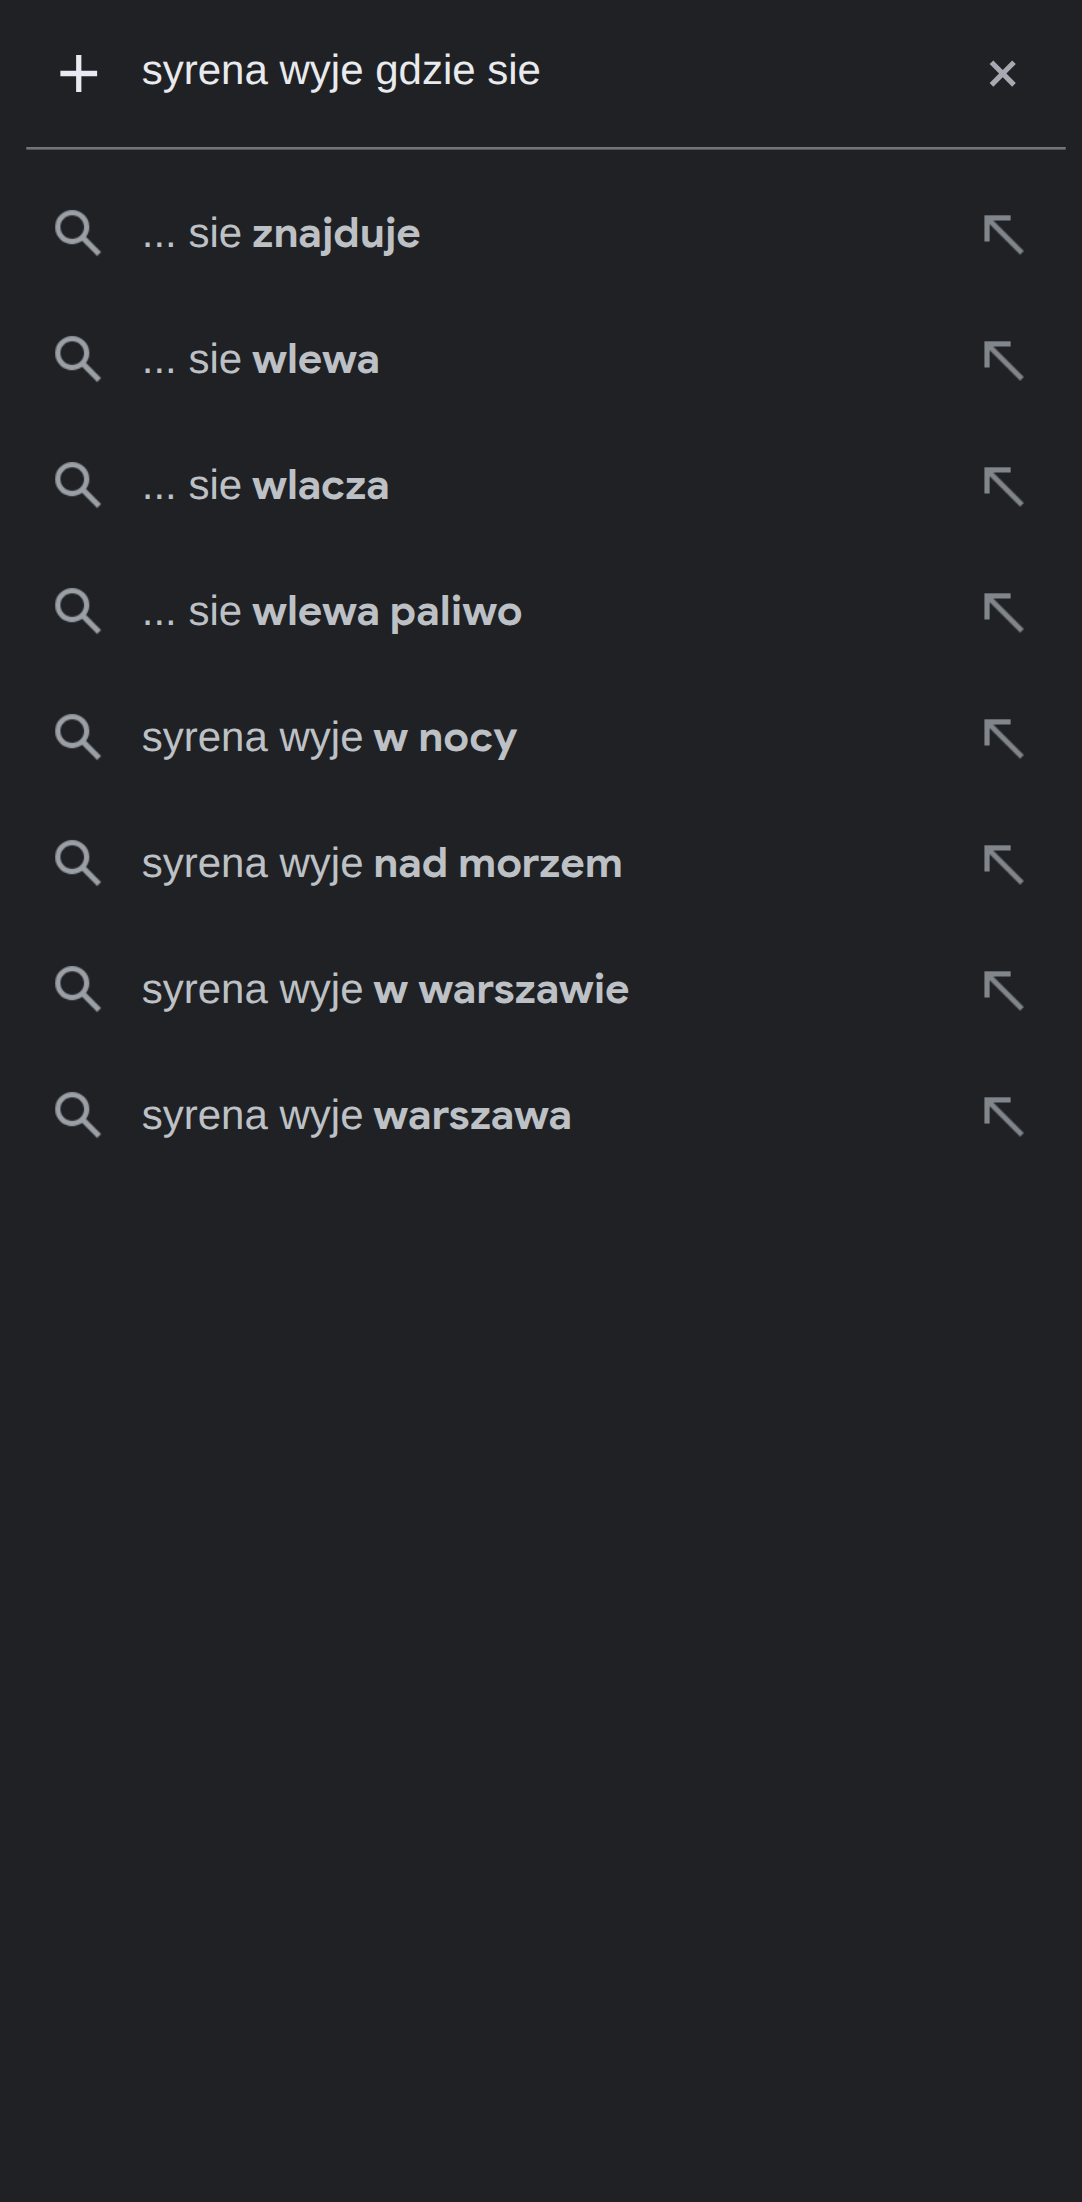 syrena wyje gdzie sie
... sie znajduje
... sie wlewa
... sie wlacza
... sie wlewa paliwo
syrena wyje w nocy
syrena wyje nad morzem
syrena wyje w warszawie
syrena wyje warszawa